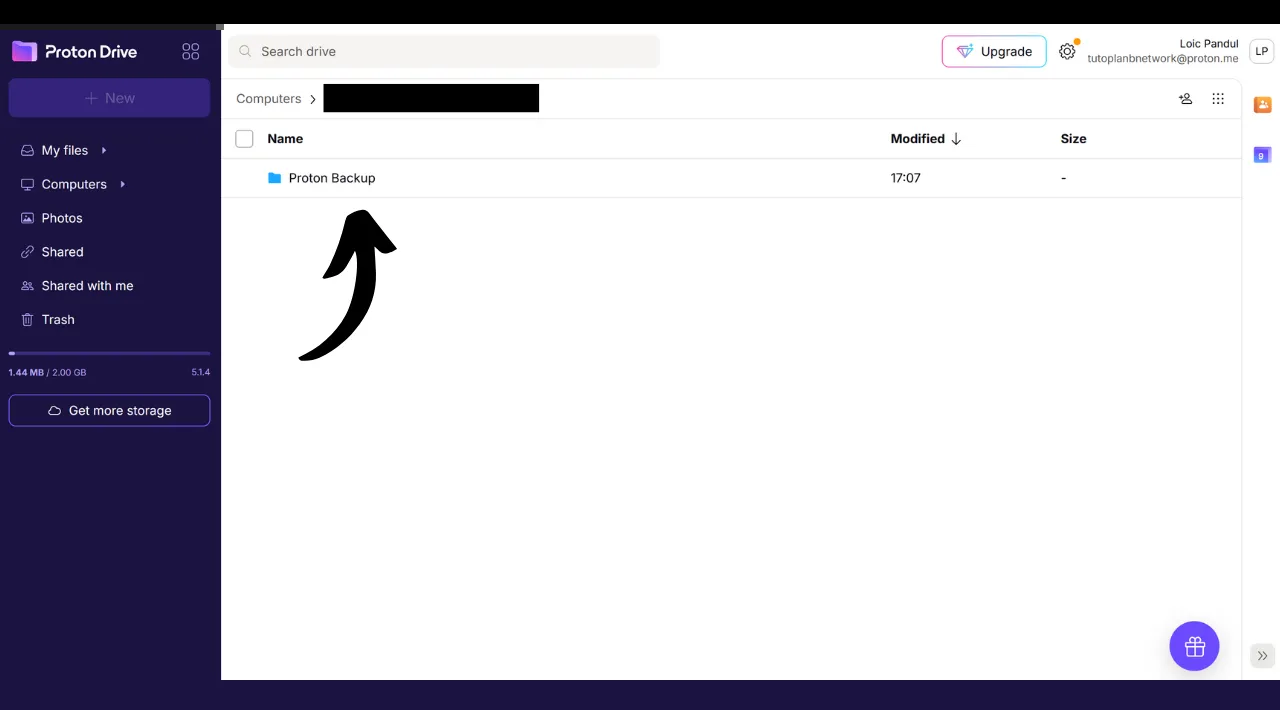 Proton Drive
Search drive
Upgrade
Loic Pandul
tutoplanbnetwork@proton.me
LP
New
Computers
Name
Modified
Size
My files
Proton Backup
17:07
-
Computers
Photos
Shared
Shared with me
Trash
1.44 MB / 2.00 GB
5.1.4
Get more storage
9